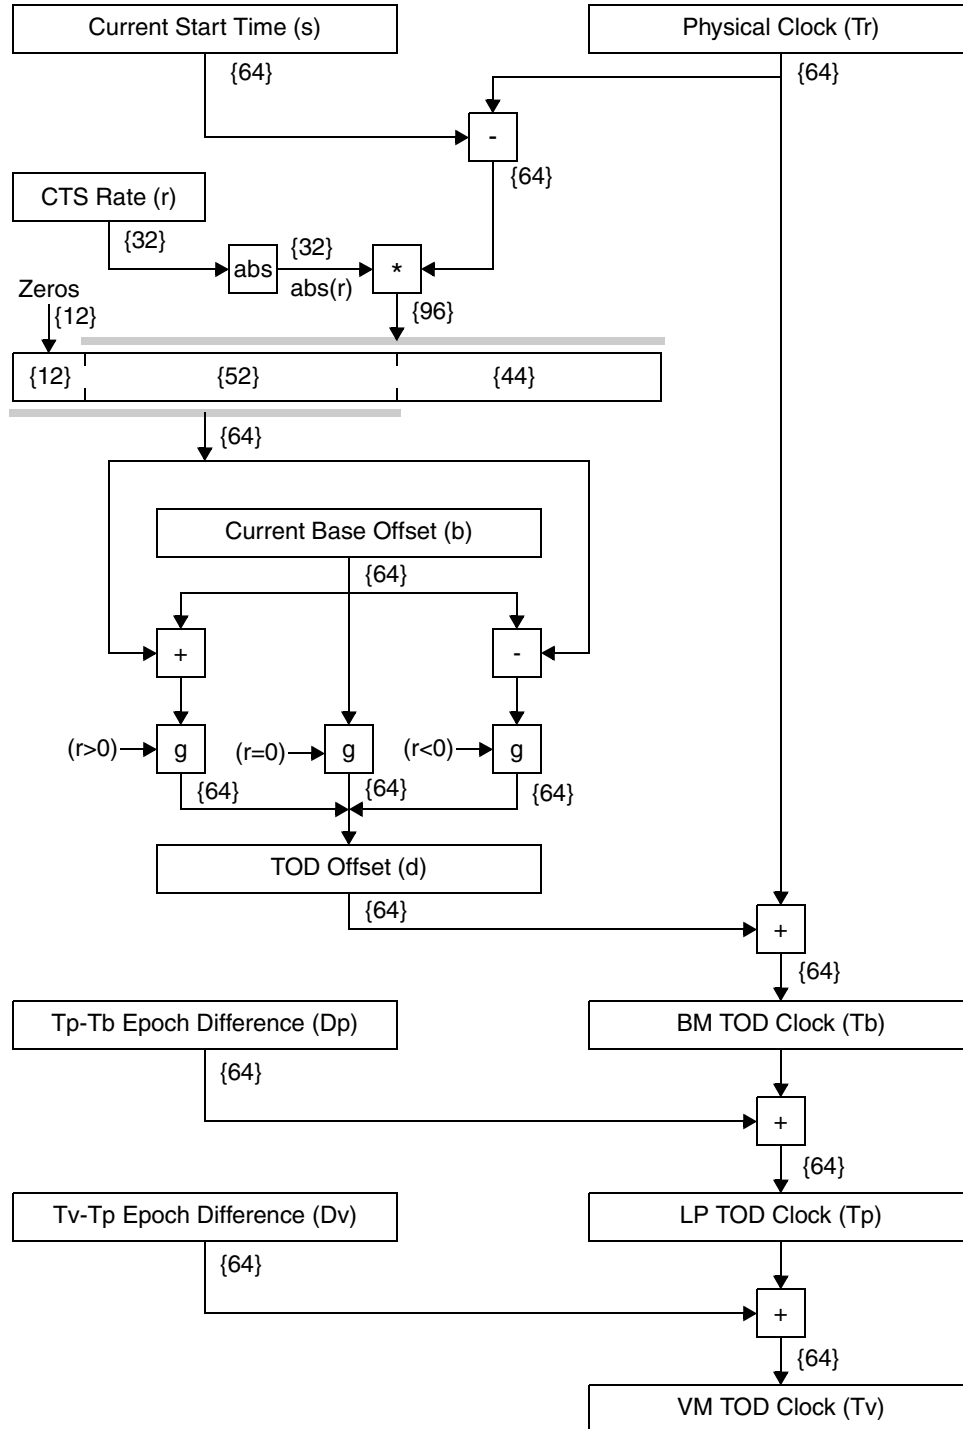 Current Start Time (s)
Physical Clock (Tr)
{64}
{64}
-
{64}
CTS Rate (r)
{32}
{32}
abs
*
abs(r)
Zeros
{12}
{96}
{12}
{52}
{44}
{64}
Current Base Offset (b)
{64}
+
-
(r>0)
g
(r=0)
g
(r<0)
g
{64}
{64}
{64}
TOD Offset (d)
{64}
+
{64}
Tp-Tb Epoch Difference (Dp)
BM TOD Clock (Tb)
{64}
+
{64}
Tv-Tp Epoch Difference (Dv)
LP TOD Clock (Tp)
{64}
+
{64}
VM TOD Clock (Tv)